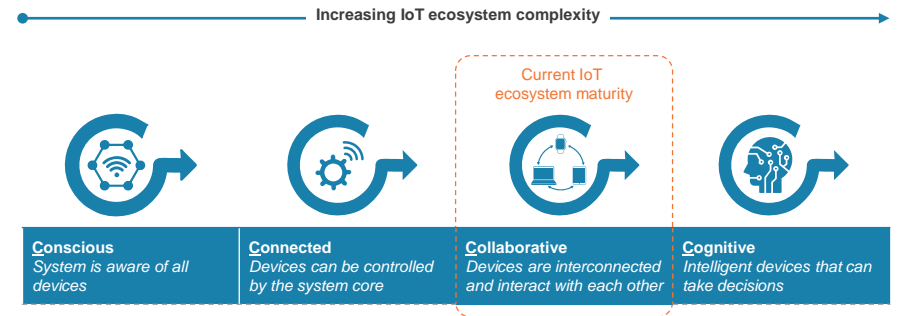 Increasing IoT ecosystem complexity
Current IoT
ecosystem maturity
Conscious
System is aware of all
devices
Connected
Devices can be controlled
by the system core
Collaborative
Devices are interconnected
and interact with each other
Cognitive
Intelligent devices that can
take decisions